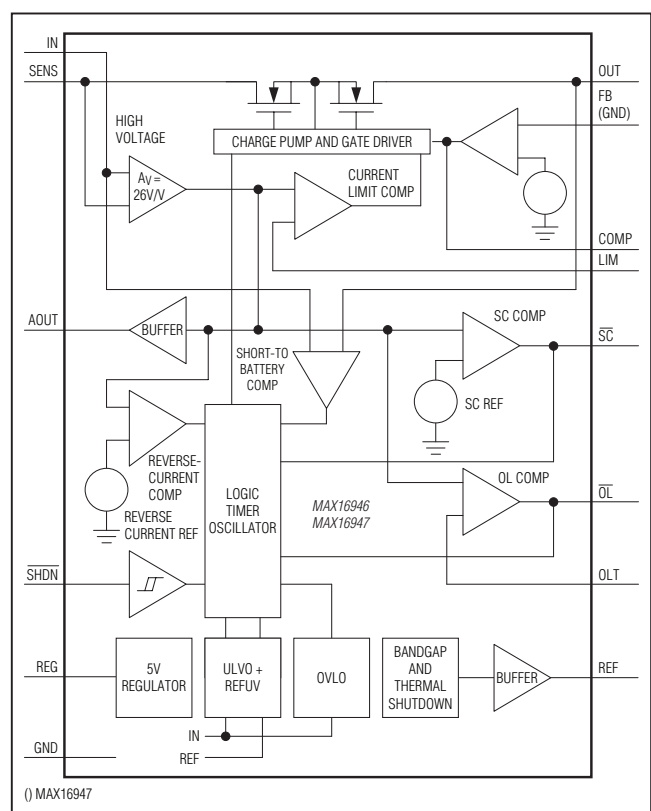 IN
SENS
OUT
FB
(GND)
HIGH
VOLTAGE
CHARGE PUMP AND GATE DRIVER
AV =
26V/V
CURRENT
LIMIT COMP
COMP
LIM
AOUT
BUFFER
SHORT-TO
BATTERY
COMP
SC COMP
SC
SC REF
REVERSE-
CURRENT
COMP
REVERSE
CURRENT REF
LOGIC
TIMER
OSCILLATOR
MAX16946
MAX16947
OL COMP
OL
OLT
SHDN
REG
5V
REGULATOR
ULVO +
REFUV
OVLO
BANDGAP
AND
THERMAL
SHUTDOWN
BUFFER
REF
IN
REF
GND
() MAX16947